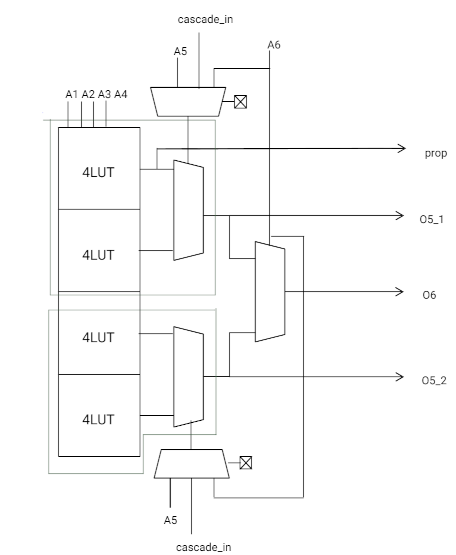 cascade_in
A5
A6
A1 A2 A3 A4
4LUT
prop
O5_1
4LUT
O6
4LUT
O5_2
4LUT
A5
cascade_in